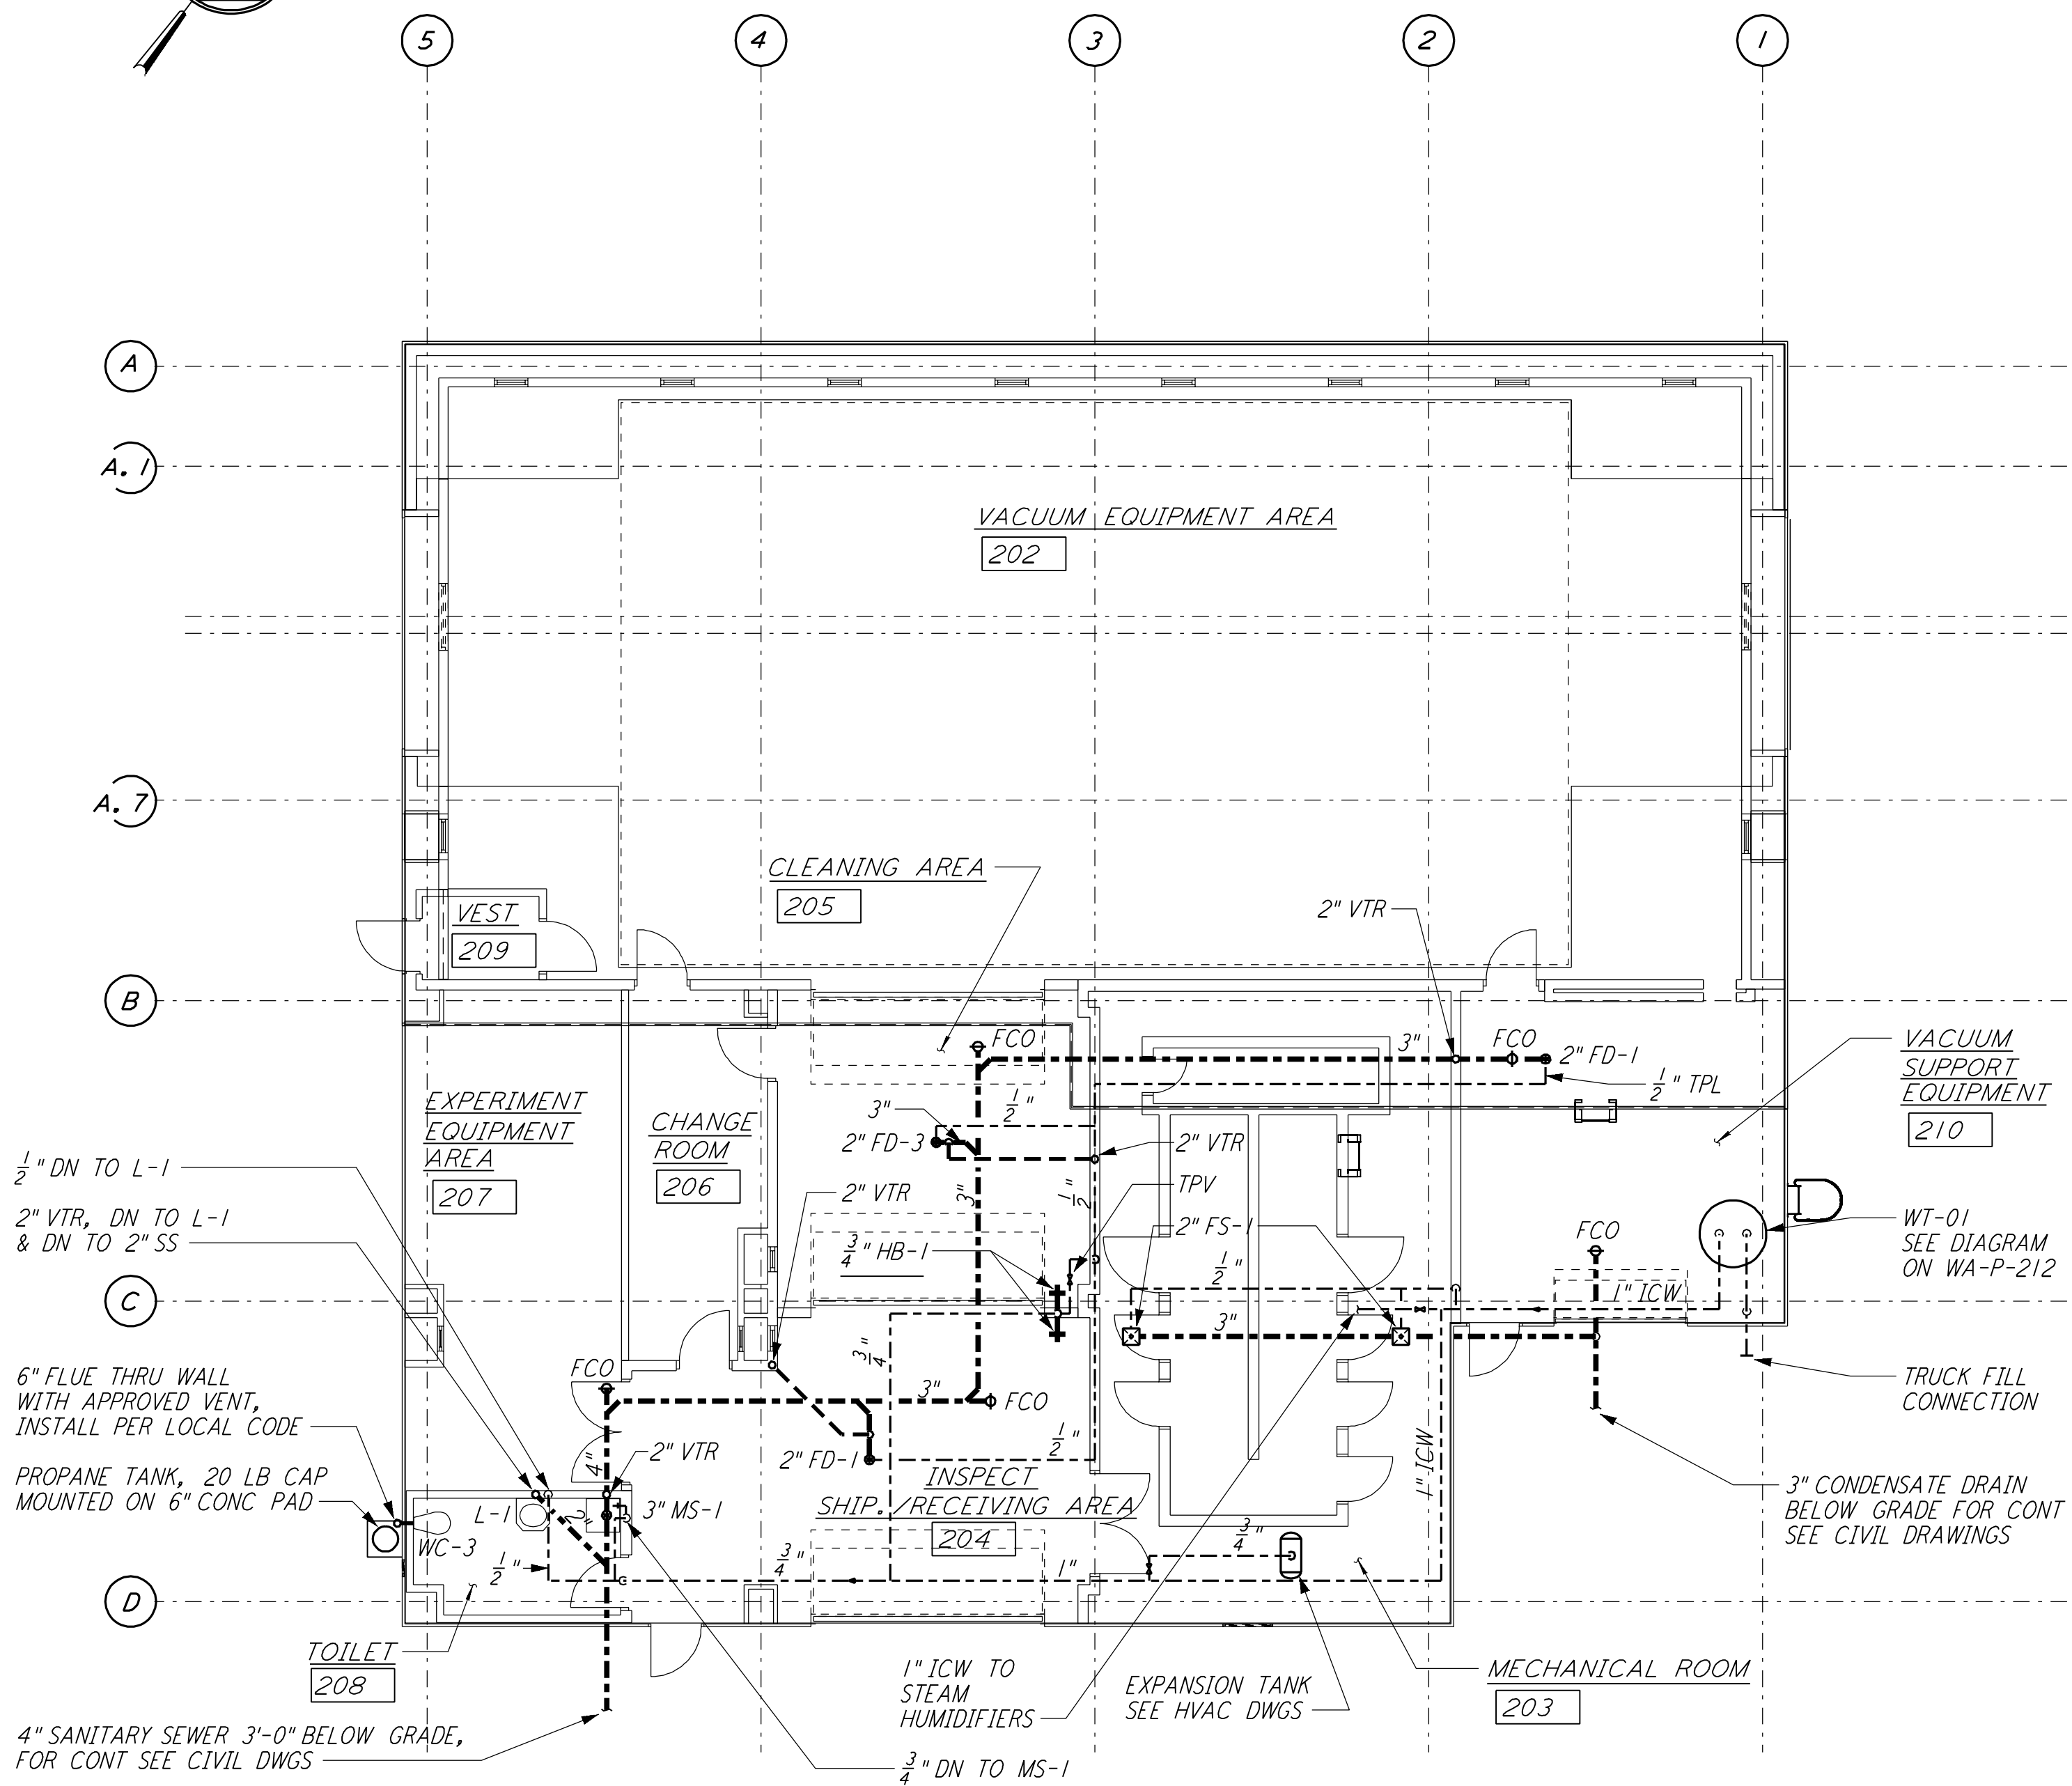 5 4 3 2 1
A
A.1
VACUUM EQUIPMENT AREA
202
A.7
CLEANING AREA
205
2" VTR
VEST
209
B
FCO
3"
FCO
2" FD-1
1/2" TPL
VACUUM
SUPPORT
EQUIPMENT
210
1/2"
3"
2" FD-3
EXPERIMENT
EQUIPMENT
AREA
207
CHANGE
ROOM
206
2" VTR
3"
1/2"
TPV
2" VTR
2" FS-1
1/2" DN TO L-1
2" VTR, DN TO L-1
& DN TO 2" SS
3/4" HB-1
1/2"
FCO
WT-01
SEE DIAGRAM
ON WA-P-212
C
1" ICW
3"
3/4
6" FLUE THRU WALL
WITH APPROVED VENT,
INSTALL PER LOCAL CODE
FCO
3"
FCO
TRUCK FILL
CONNECTION
4"
2" VTR
2" FD-1
1/2"
1" ICW
PROPANE TANK, 20 LB CAP
MOUNTED ON 6" CONC PAD
L-1
2"
3" MS-1
WC-3
INSPECT
SHIP./RECEIVING AREA
204
3" CONDENSATE DRAIN
BELOW GRADE FOR CONT
SEE CIVIL DRAWINGS
1/2"
3/4"
1"
3/4"
D
TOILET
208
1" ICW TO
STEAM
HUMIDIFIERS
EXPANSION TANK
SEE HVAC DWGS
MECHANICAL ROOM
203
4" SANITARY SEWER 3'-0" BELOW GRADE,
FOR CONT SEE CIVIL DWGS
3/4" DN TO MS-1